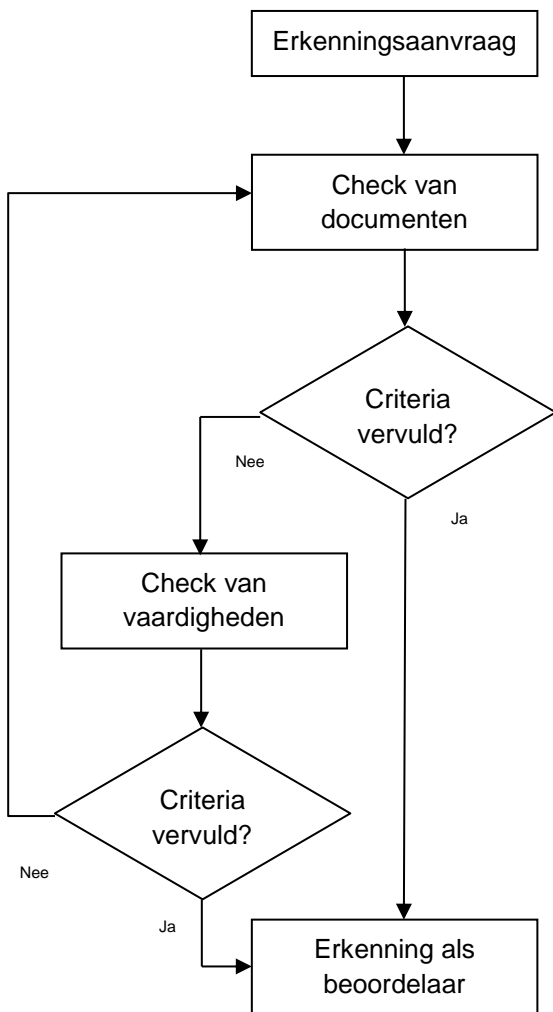 Erkenningsaanvraag
Check van
documenten
Criteria
vervuld?
Nee
Ja
Check van
vaardigheden
Criteria
vervuld?
Nee
Ja
Erkenning als
beoordelaar